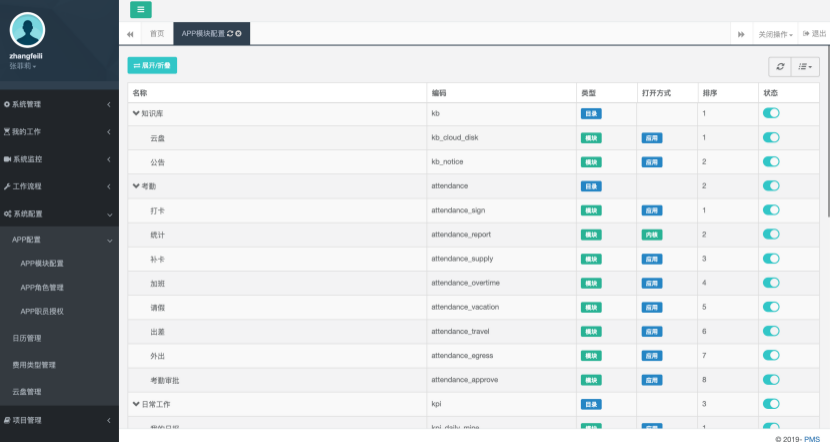 zhangfeili
张菲莉
系统管理
我的工作
系统监控
工作流程
系统配置
APP配置
APP模块配置
APP角色管理
APP职员授权
日历管理
费用类型管理
云盘管理
项目管理
首页 APP模块配置 关闭操作 退出
展开/折叠
名称 编码 类型 打开方式 排序 状态
知识库 kb 目录 1
云盘 kb_cloud_disk 模块 应用 1
公告 kb_notice 模块 应用 2
考勤 attendance 目录 2
打卡 attendance_sign 模块 应用 1
统计 attendance_report 模块 内核 2
补卡 attendance_supply 模块 应用 3
加班 attendance_overtime 模块 应用 4
请假 attendance_vacation 模块 应用 5
出差 attendance_travel 模块 应用 6
外出 attendance_egress 模块 应用 7
考勤审批 attendance_approve 模块 应用 8
日常工作 kpi 目录 3
我的日报 kpi_daily_mine 模块 应用 1
© 2019- PMS